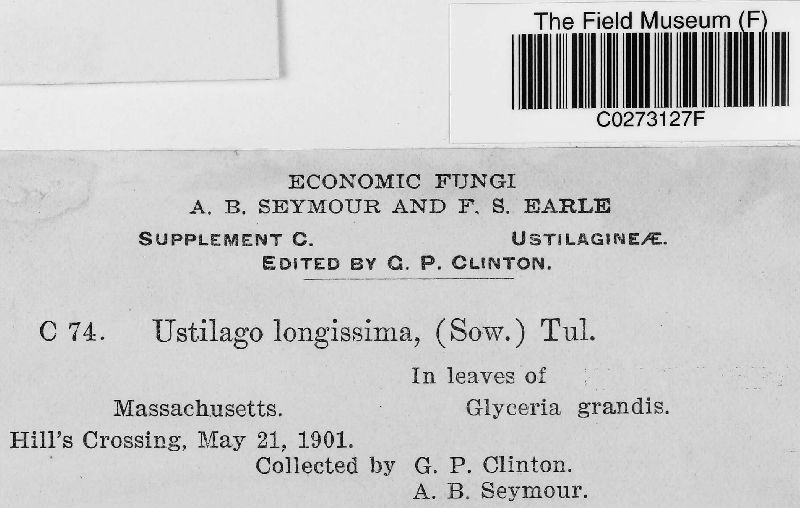 The Field Museum (F)
C0273127F
ECONOMIC FUNGI
A. B. SEYMOUR AND F. S. EARLE
SUPPLEMENT C. USTILAGINEÆ.
EDITED BY G. P. CLINTON.
C 74. Ustilago longissima, (Sow.) Tul.
In leaves of
Massachusetts. Glyceria grandis.
Hill's Crossing, May 21, 1901.
Collected by G. P. Clinton.
A. B. Seymour.